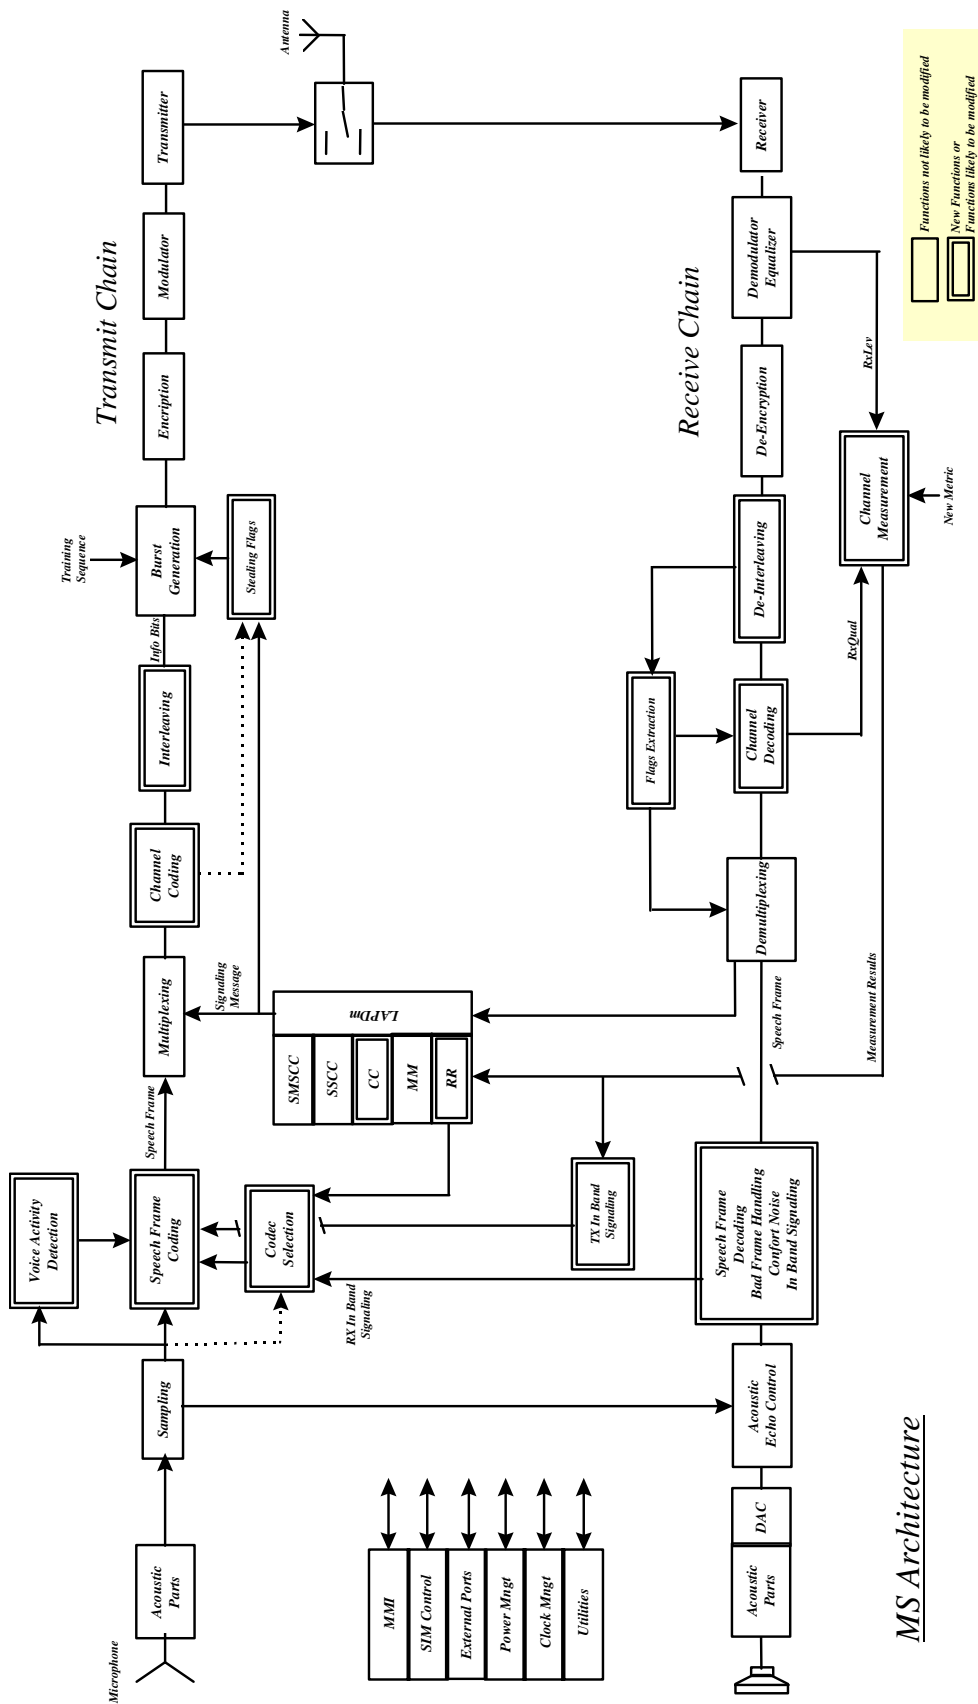 Transmit Chain
Microphone
Acoustic
Parts
Sampling
Voice Activity
Detection
Speech Frame
Coding
Speech Frame
Multiplexing
Channel
Coding
Interleaving
Info Bits
Training
Sequence
Burst
Generation
Encription
Modulator
Transmitter
Antenna
Stealing Flags
Signaling
Message
Codec
Selection
RX In Band
Signaling
SMSCC
SSCC
CC
MM
RR
LAPDm
TX In Band
Signaling
MMI
SIM Control
External Ports
Power Mngt
Clock Mngt
Utilities
Receive Chain
Acoustic
Parts
DAC
Acoustic
Echo Control
Speech Frame
Decoding
Bad Frame Handling
Confort Noise
In Band Signaling
Speech Frame
Demultiplexing
Flags Extraction
Channel
Decoding
De-Interleaving
De-Encryption
Demodulator
Equalizer
Receiver
Measurement Results
RxQual
Channel
Measurement
New Metric
RxLev
MS Architecture
Functions not likely to be modified
New Functions or
Functions likely to be modified